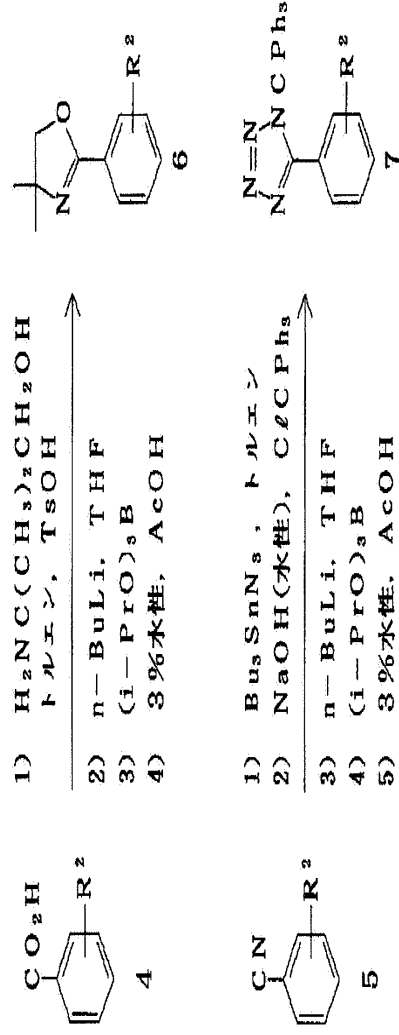 CO₂H
R²
4
1) H₂NC(CH₃)₂CH₂OH
トルエン, TsOH
2) n−BuLi, THF
3) (i−PrO)₃B
4) 3%水性, AcOH
O
N
R²
6
CN
R²
5
1) Bu₃SnN₃, トルエン
2) NaOH(水性), CℓCPh₃
3) n−BuLi, THF
4) (i−PrO)₃B
5) 3%水性, AcOH
N=N
N N CPh₃
R²
7